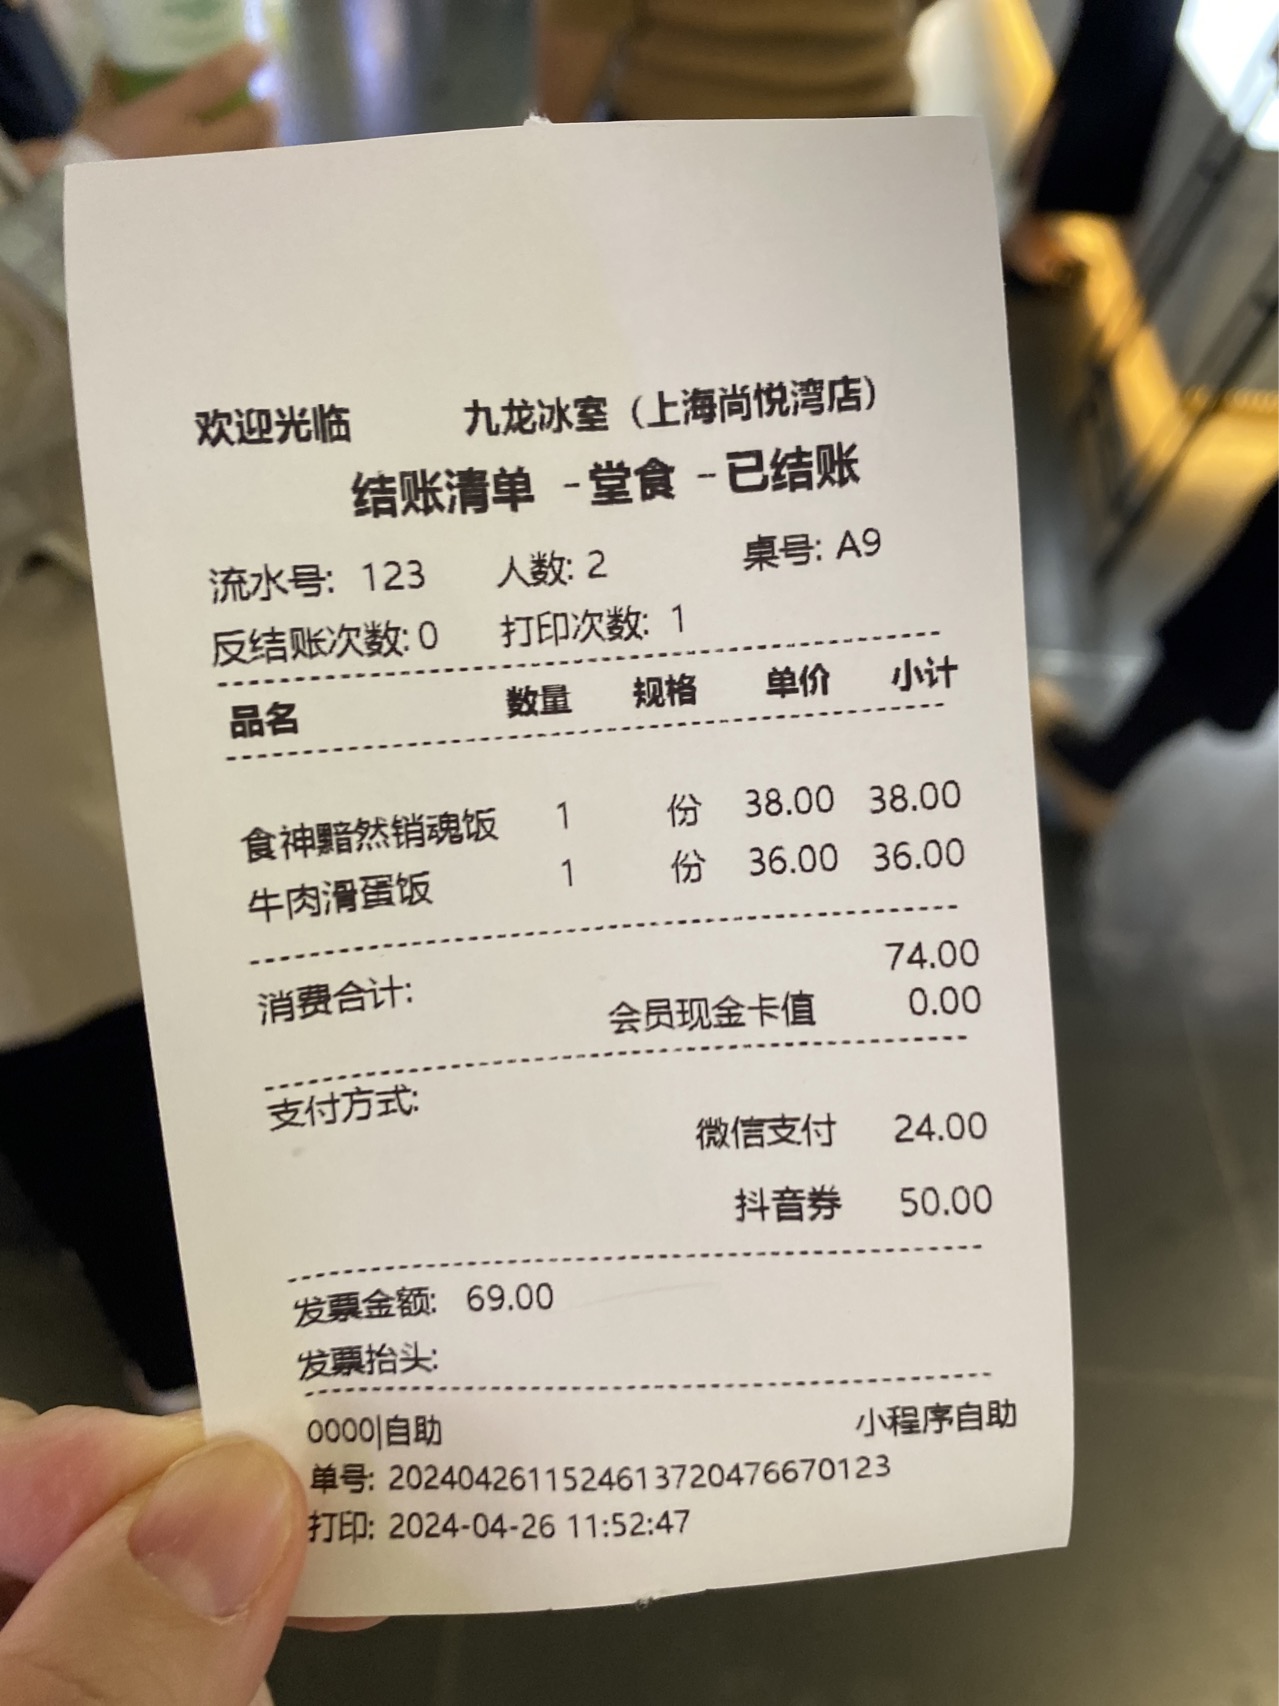 欢迎光临 九龙冰室（上海尚悦湾店）
结账清单 -堂食 -已结账
流水号: 123 人数: 2 桌号: A9
反结账次数: 0 打印次数: 1
品名 数量 规格 单价 小计
食神黯然销魂饭 1 份 38.00 38.00
牛肉滑蛋饭 1 份 36.00 36.00
消费合计: 74.00
会员现金卡值 0.00
支付方式:
微信支付 24.00
抖音券 50.00
发票金额: 69.00
发票抬头:
0000|自助 小程序自助
单号: 2024042611524613720476670123
打印: 2024-04-26 11:52:47